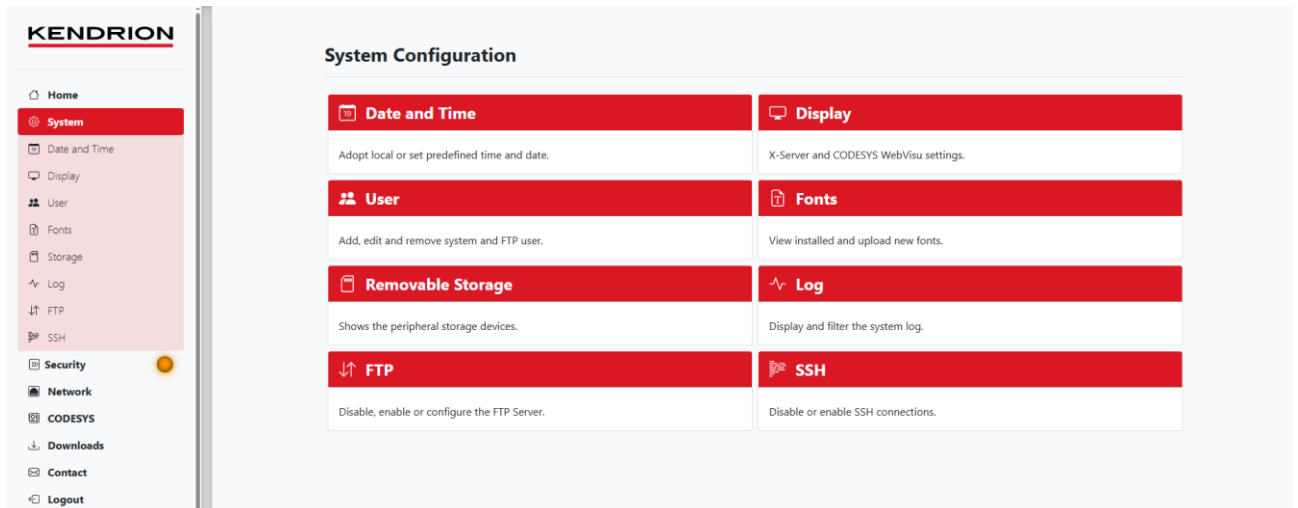 KENDRION
Home
System
Date and Time
Display
User
Fonts
Storage
Log
FTP
SSH
Security
Network
CODESYS
Downloads
Contact
Logout
System Configuration
Date and Time
Adopt local or set predefined time and date.
Display
X-Server and CODESYS WebVisu settings.
User
Add, edit and remove system and FTP user.
Fonts
View installed and upload new fonts.
Removable Storage
Shows the peripheral storage devices.
Log
Display and filter the system log.
FTP
Disable, enable or configure the FTP Server.
SSH
Disable or enable SSH connections.